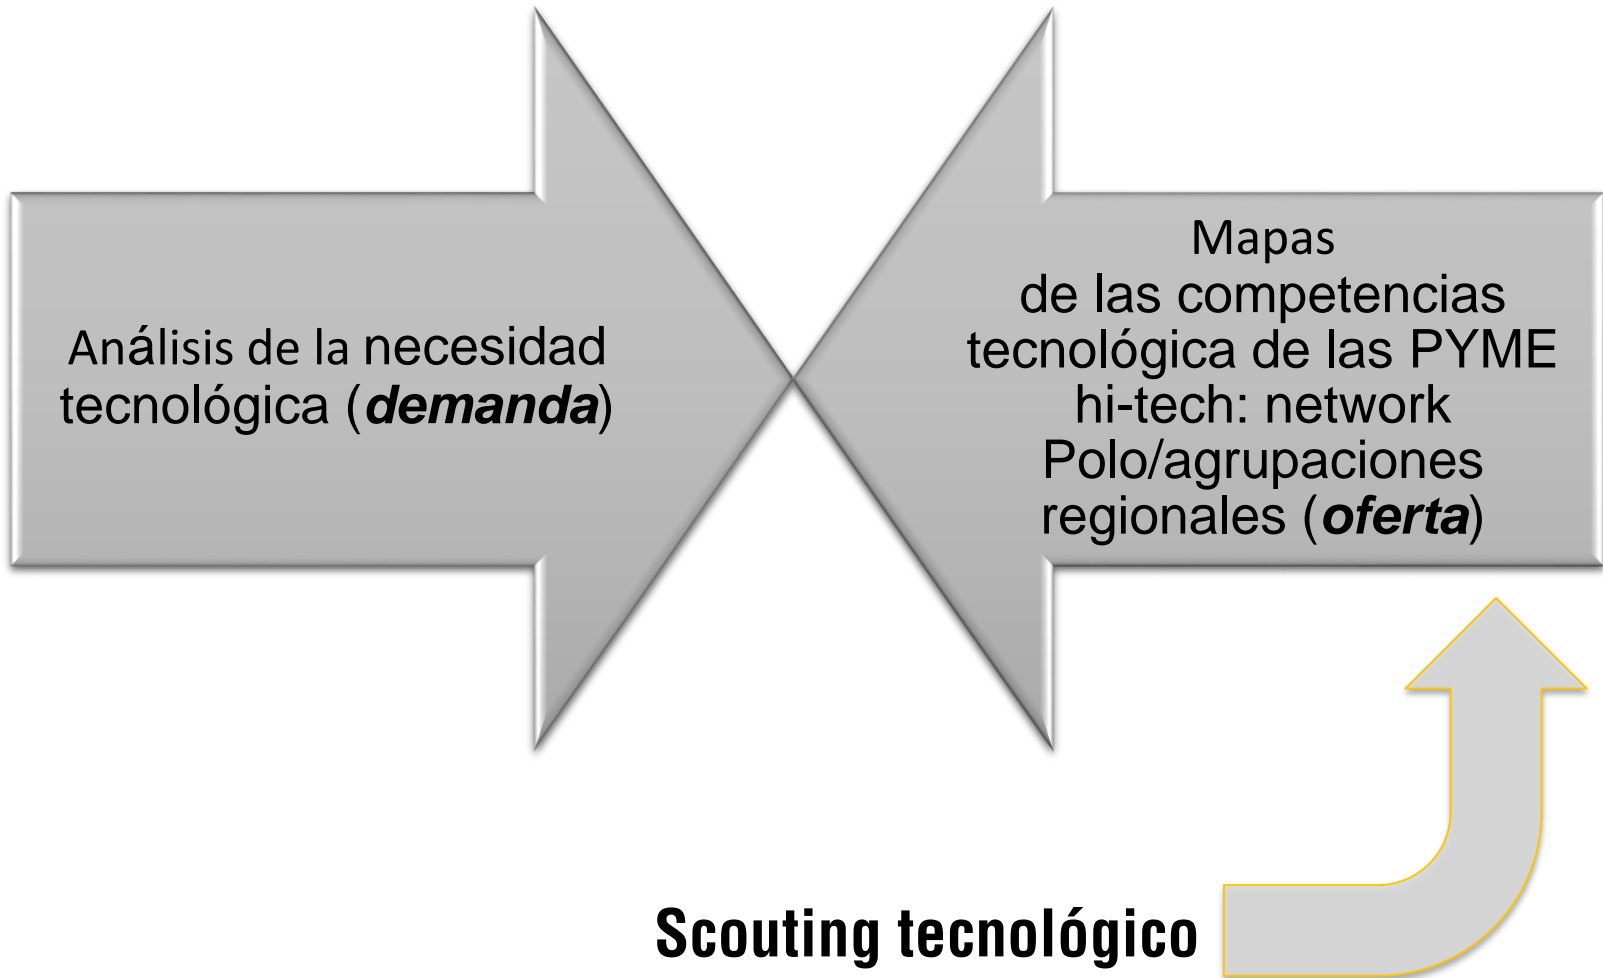 Análisis de la necesidad
tecnológica (demanda)
Mapas
de las competencias
tecnológica de las PYME
hi-tech: network
Polo/agrupaciones
regionales (oferta)
Scouting tecnológico